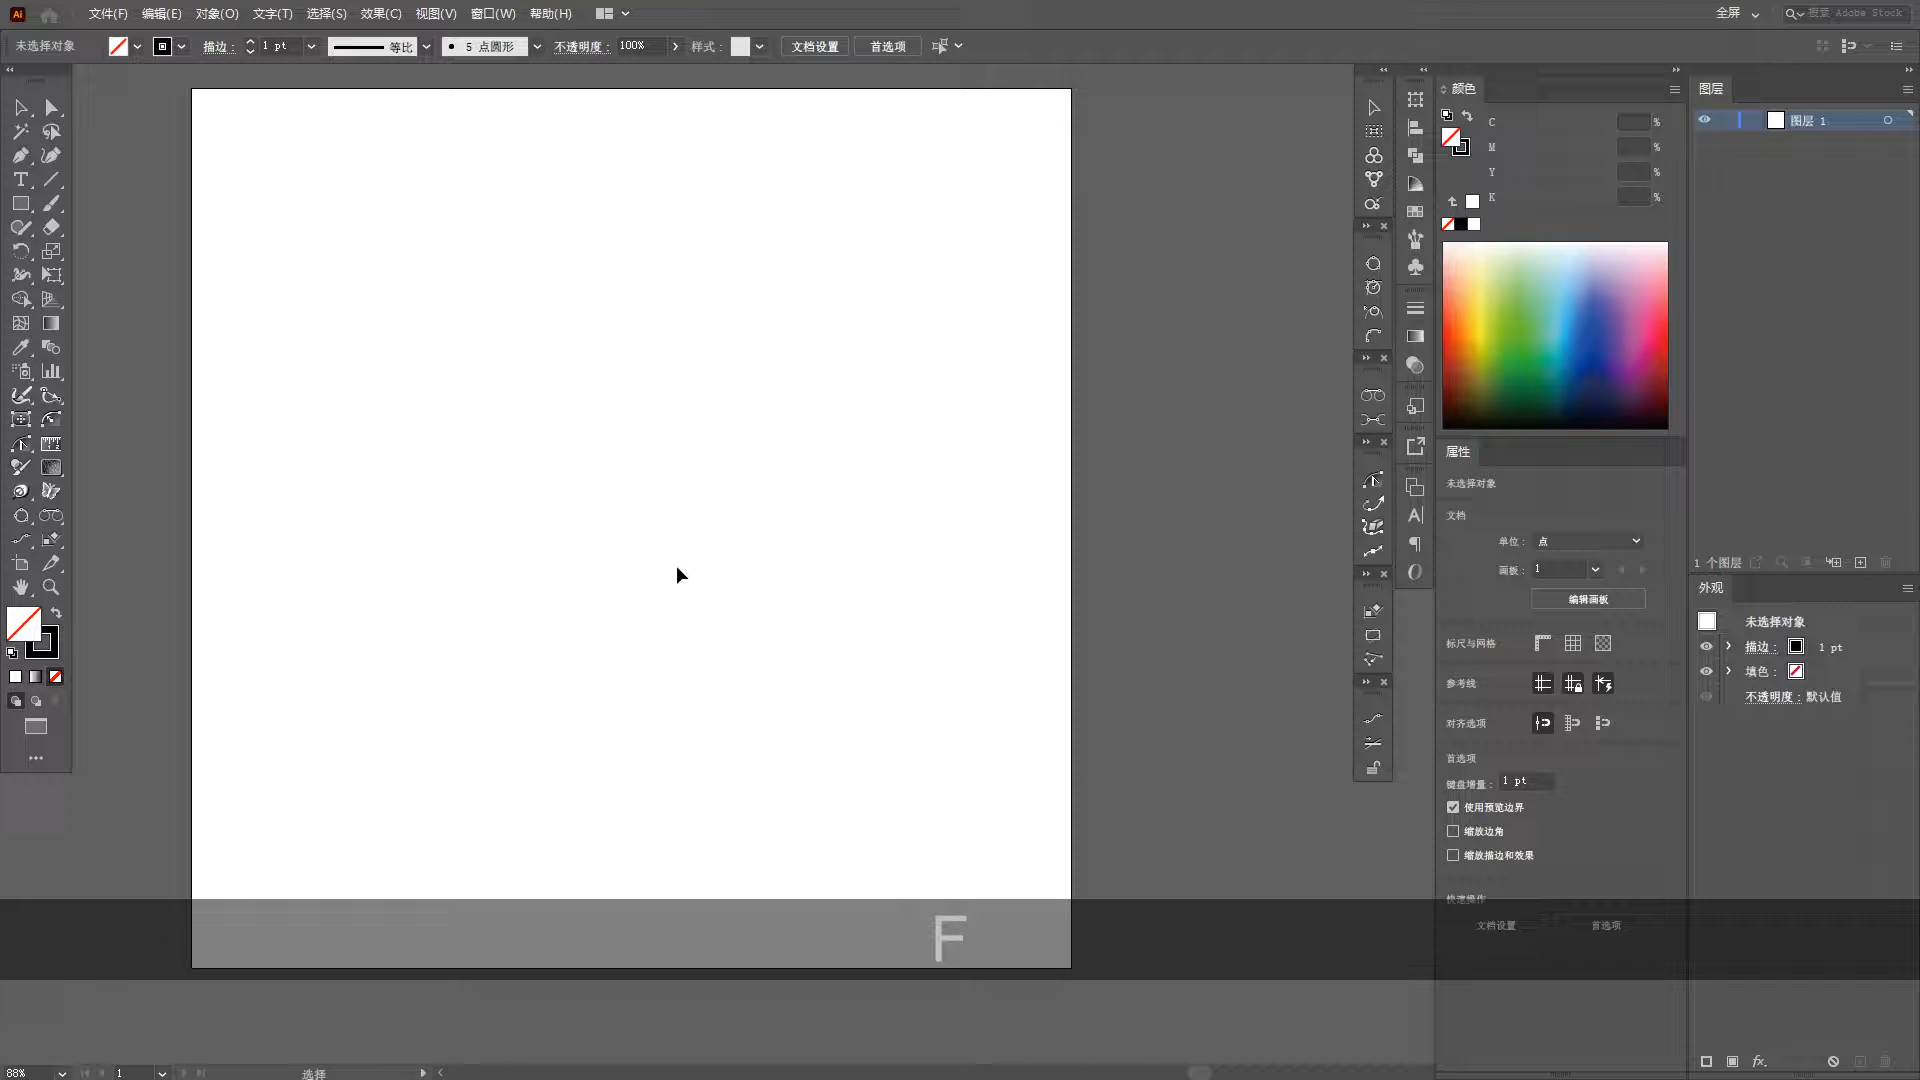 Ai 文件(F) 编辑(E) 对象(O) 文字(T) 选择(S) 效果(C) 视图(V) 窗口(W) 帮助(H) 全屏 搜索 Adobe Stock
未选择对象 描边: 1 pt 等比 5 点圆形 不透明度: 100% 样式: 文档设置 首选项
颜色
C %
M %
Y %
K %
图层
图层 1
属性
未选择对象
文档
单位: 点
画板: 1
编辑画板
标尺与网格
参考线
对齐选项
首选项
键盘增量: 1 pt
使用预览边界
缩放边角
缩放描边和效果
快速操作
文档设置 首选项
1 个图层
外观
未选择对象
描边: 1 pt
填色:
不透明度: 默认值
F
88% 1 选择